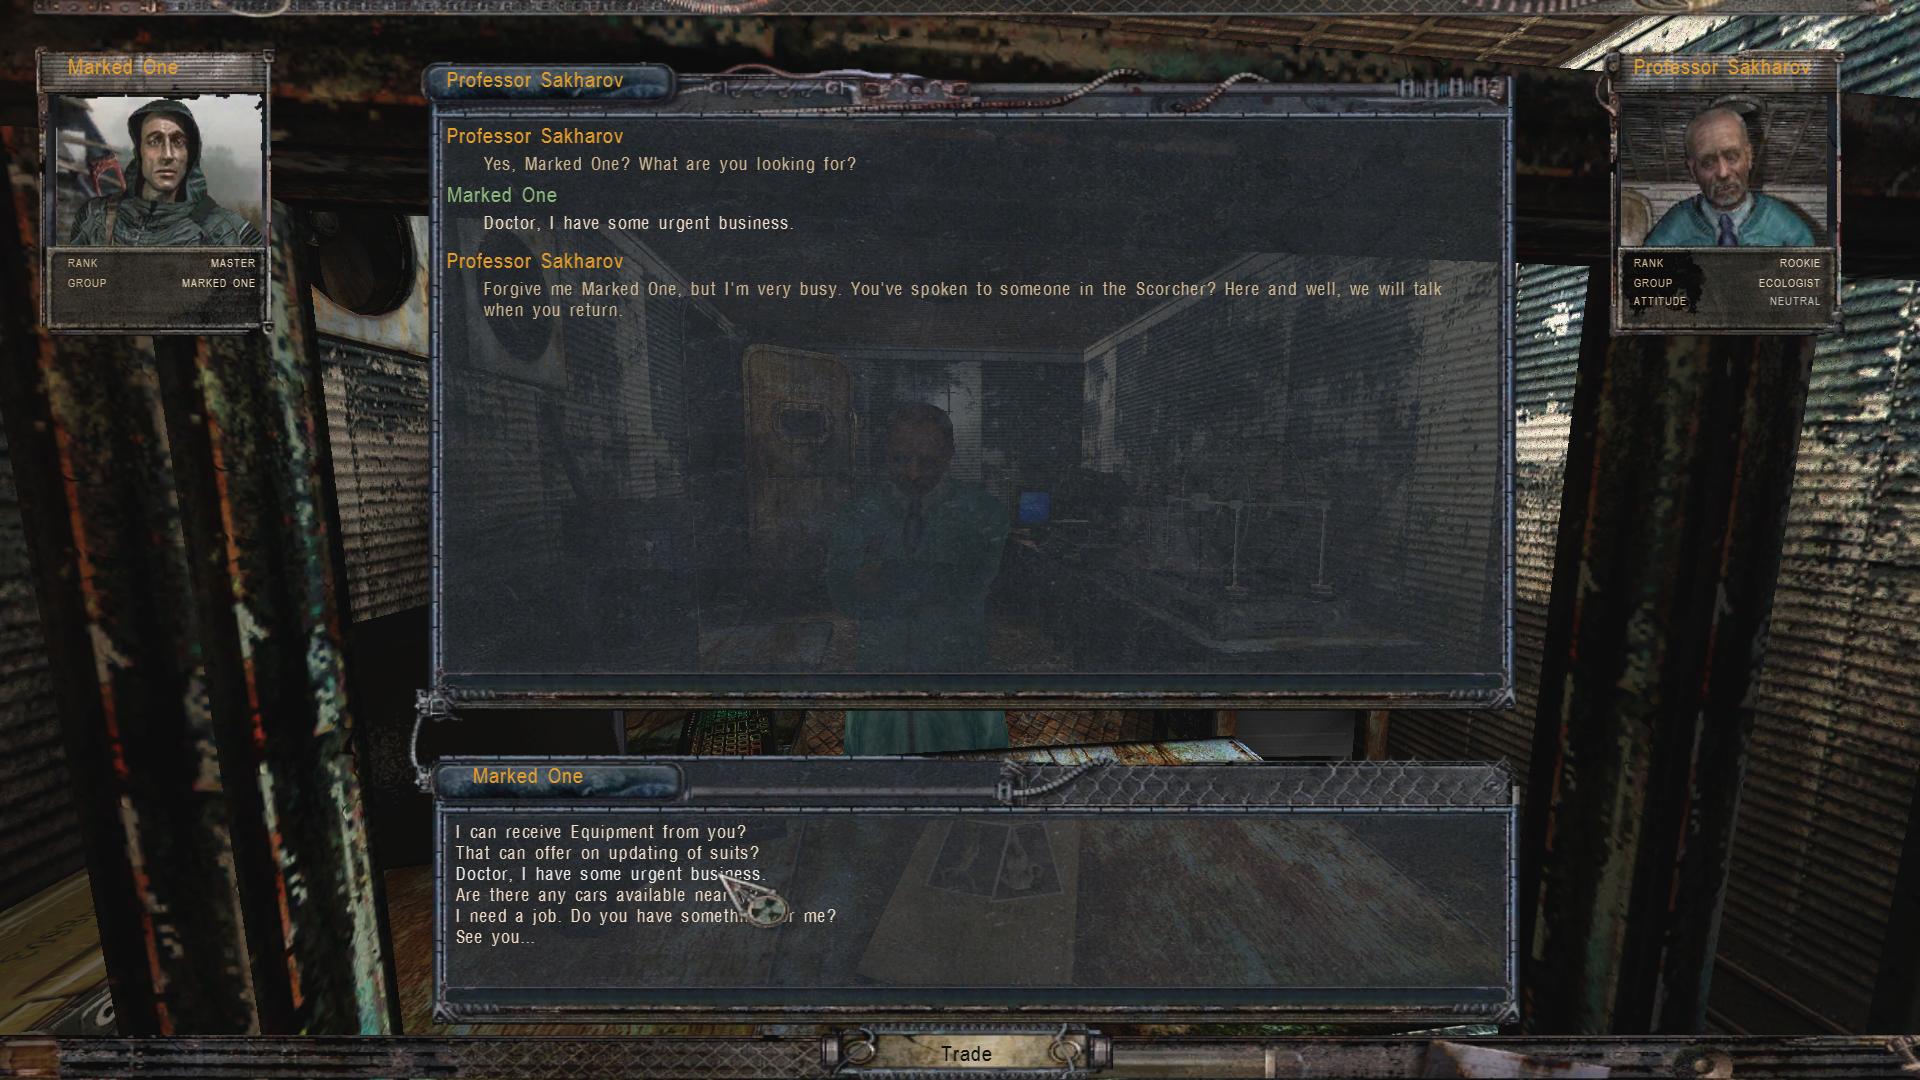 Marked One
RANK MASTER
GROUP MARKED ONE
Professor Sakharov
Professor Sakharov
Yes, Marked One? What are you looking for?
Marked One
Doctor, I have some urgent business.
Professor Sakharov
Forgive me Marked One, but I'm very busy. You've spoken to someone in the Scorcher? Here and well, we will talk
when you return.
Professor Sakharov
RANK ROOKIE
GROUP ECOLOGIST
ATTITUDE NEUTRAL
Marked One
I can receive Equipment from you?
That can offer on updating of suits?
Doctor, I have some urgent business.
Are there any cars available near
I need a job. Do you have me?
See you...
Trade